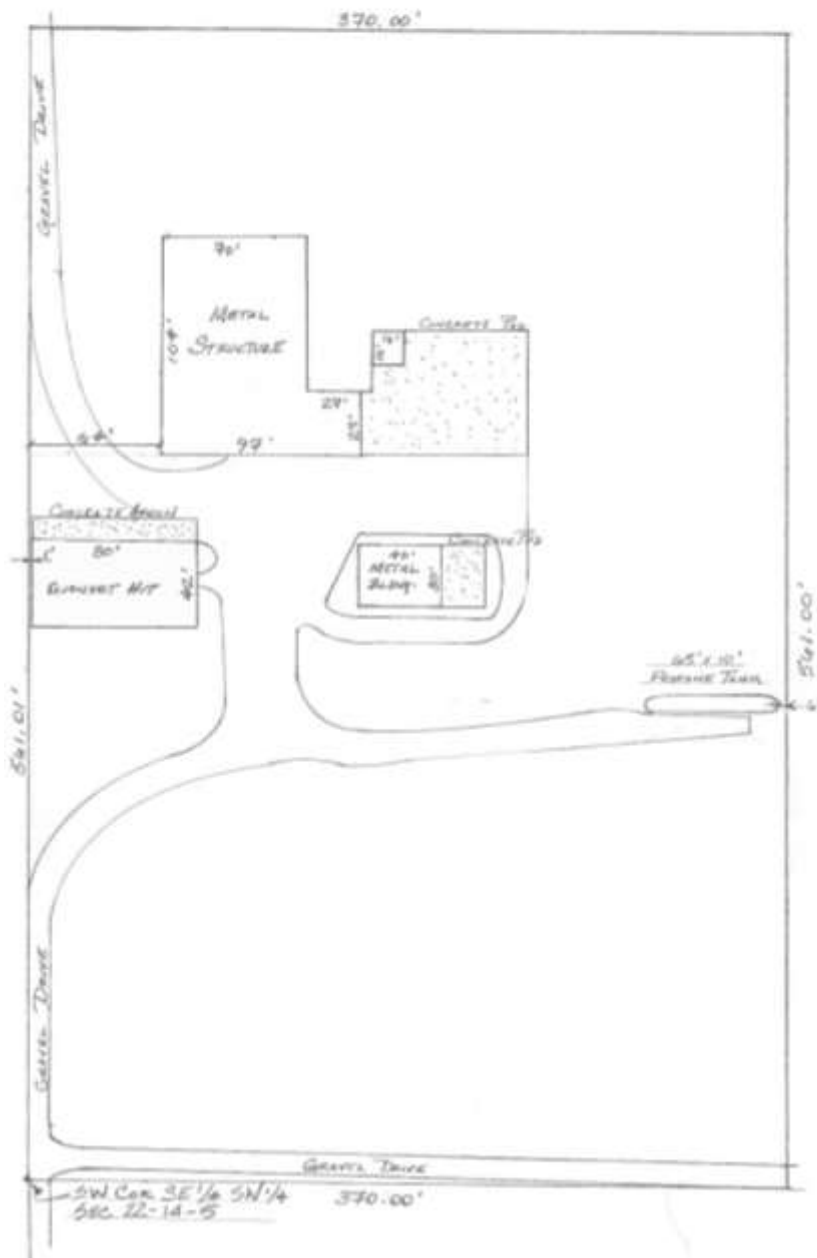 370.00'
GRAVEL DRIVE
70'
METAL
STRUCTURE
104'
CONCRETE PAD
27'
97'
CONCRETE APRON
80'
42'
QUONSET HUT
CONCRETE PAD
40'
METAL
BLDG.
30'
65' x 10'
PROPANE TANK
561.00'
561.01'
GRAVEL DRIVE
GRAVEL DRIVE
SW COR SE 1/4 SW 1/4
SEC. 22-14-5
370.00'